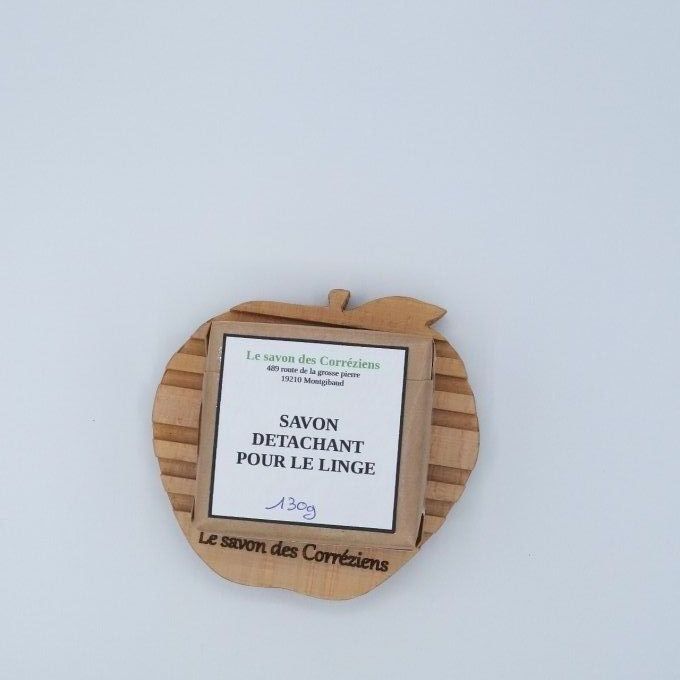 Le savon des Corréziens
489 route de la grosse pierre
19210 Montgibaud
SAVON
DETACHANT
POUR LE LINGE
130g
Le savon des Corréziens